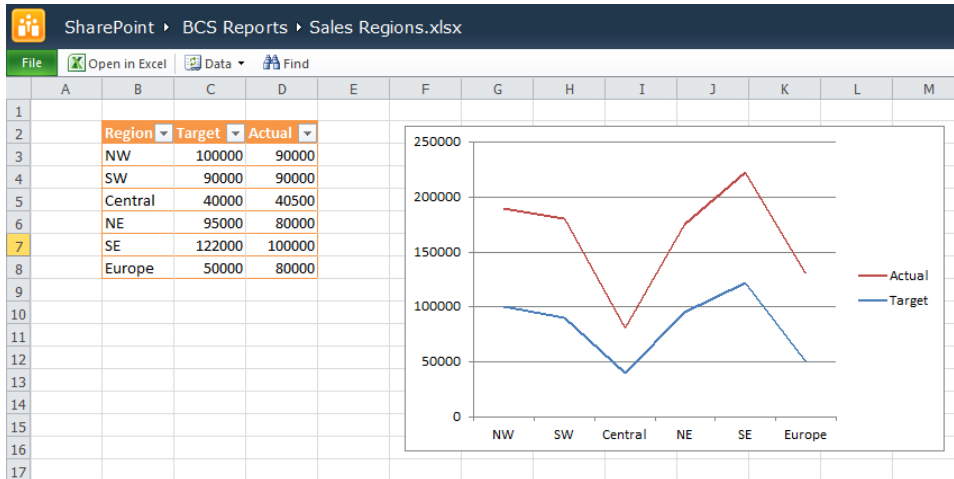 SharePoint ▸ BCS Reports ▸ Sales Regions.xlsx
File Open in Excel Data Find
A B C D E F G H I J K L M
1
2 Region Target Actual
3 NW 100000 90000
4 SW 90000 90000
5 Central 40000 40500
6 NE 95000 80000
7 SE 122000 100000
8 Europe 50000 80000
9
10
11
12
13
14
15
16
17
250000
200000
150000
100000
50000
0
NW SW Central NE SE Europe
Actual
Target